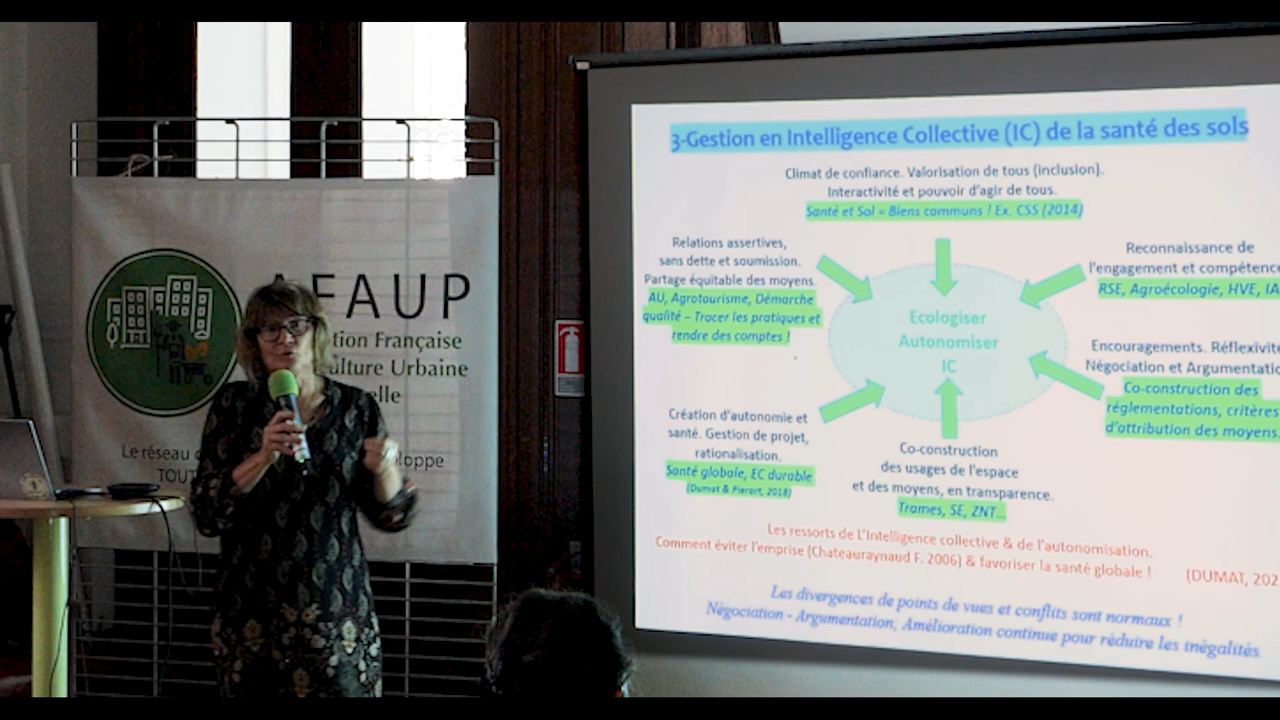 AFAUP
tion Française
ulture Urbaine
elle
Le réseau
loppe
TOUT
3-Gestion en Intelligence Collective (IC) de la santé des sols
Climat de confiance. Valorisation de tous (inclusion).
Interactivité et pouvoir d'agir de tous.
Santé et Sol = Biens communs ! Ex. CSS (2014)
Relations assertives,
sans dette et soumission.
Partage équitable des moyens.
AU, Agrotourisme, Démarche
qualité – Tracer les pratiques et
rendre des comptes !
Reconnaissance de
l'engagement et compétence
RSE, Agroécologie, HVE, IA
Ecologiser
Autonomiser
IC
Encouragements. Réflexivité
Négociation et Argumentatio
Co-construction des
réglementations, critères
d'attribution des moyens.
Création d'autonomie et
santé. Gestion de projet,
rationalisation.
Santé globale, EC durable
(Dumat & Pierart, 2018)
Co-construction
des usages de l'espace
et des moyens, en transparence.
Trames, SE, ZNT...
Les ressorts de L'Intelligence collective & de l'autonomisation.
Comment éviter l'emprise (Chateauraynaud F. 2006) & favoriser la santé globale !
(DUMAT, 202
Les divergences de points de vues et conflits sont normaux !
Négociation - Argumentation, Amélioration continue pour réduire les inégalités.